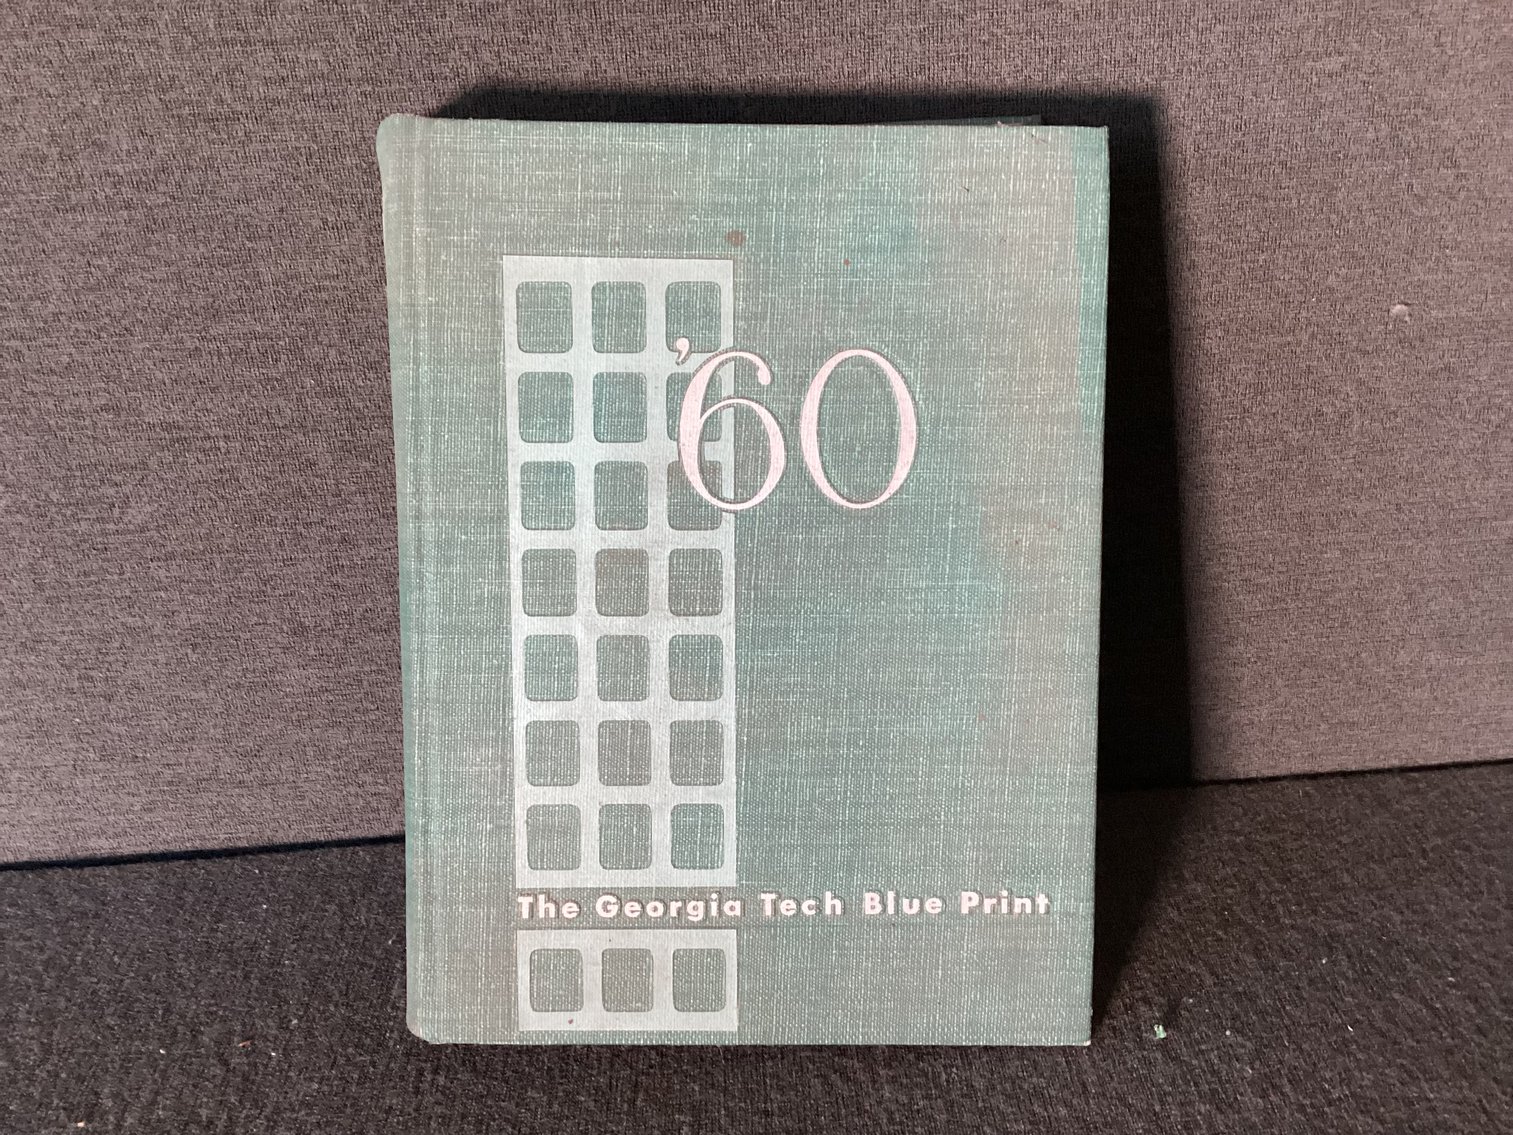 ’60
The Georgia Tech Blue Print